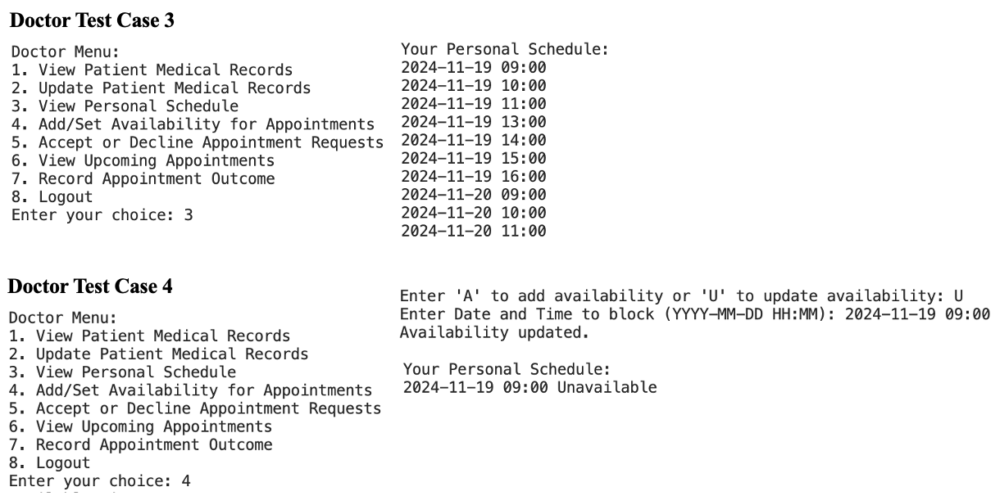 Doctor Test Case 3
Doctor Menu:
1. View Patient Medical Records
2. Update Patient Medical Records
3. View Personal Schedule
4. Add/Set Availability for Appointments
5. Accept or Decline Appointment Requests
6. View Upcoming Appointments
7. Record Appointment Outcome
8. Logout
Enter your choice: 3
Your Personal Schedule:
2024-11-19 09:00
2024-11-19 10:00
2024-11-19 11:00
2024-11-19 13:00
2024-11-19 14:00
2024-11-19 15:00
2024-11-19 16:00
2024-11-20 09:00
2024-11-20 10:00
2024-11-20 11:00
Doctor Test Case 4
Doctor Menu:
1. View Patient Medical Records
2. Update Patient Medical Records
3. View Personal Schedule
4. Add/Set Availability for Appointments
5. Accept or Decline Appointment Requests
6. View Upcoming Appointments
7. Record Appointment Outcome
8. Logout
Enter your choice: 4
Enter 'A' to add availability or 'U' to update availability: U
Enter Date and Time to block (YYYY-MM-DD HH:MM): 2024-11-19 09:00
Availability updated.
Your Personal Schedule:
2024-11-19 09:00 Unavailable